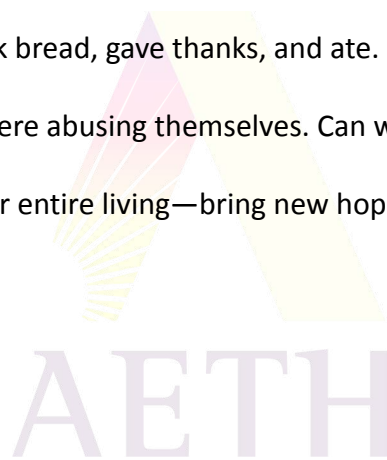 k bread, gave thanks, and ate.
ere abusing themselves. Can w
r entire living—bring new hop
AETH